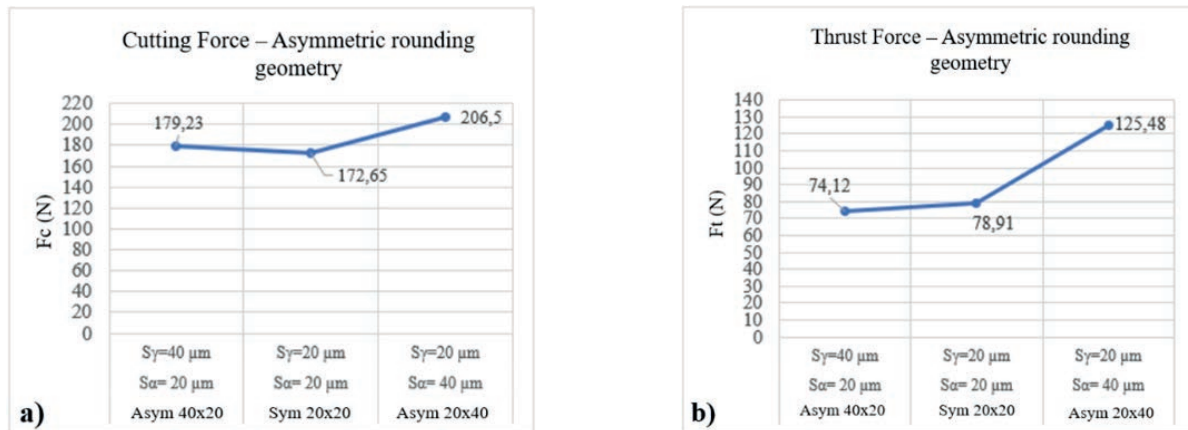 Cutting Force – Asymmetric rounding
geometry
220
200
180
160
140
120
100
80
60
40
20
0
Fc (N)
179,23
172,65
206,5
Sγ=40 µm
Sγ=20 µm
Sγ=20 µm
Sα= 20 µm
Sα= 20 µm
Sα= 40 µm
Asym 40x20
Sym 20x20
Asym 20x40
a)
Thrust Force – Asymmetric rounding
geometry
140
130
120
110
100
90
80
70
60
50
40
30
20
10
0
Ft (N)
74,12
78,91
125,48
Sγ=40 µm
Sγ=20 µm
Sγ=20 µm
Sα= 20 µm
Sα= 20 µm
Sα= 40 µm
Asym 40x20
Sym 20x20
Asym 20x40
b)